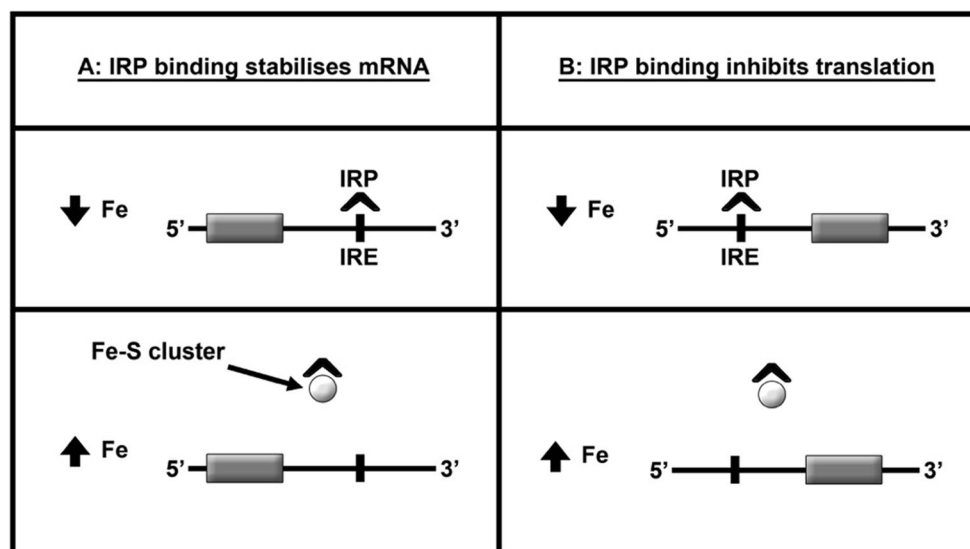 A: IRP binding stabilises mRNA
B: IRP binding inhibits translation
IRP
Fe
5’
3’
IRE
IRP
Fe
5’
3’
IRE
Fe-S cluster
Fe
5’
3’
Fe
5’
3’